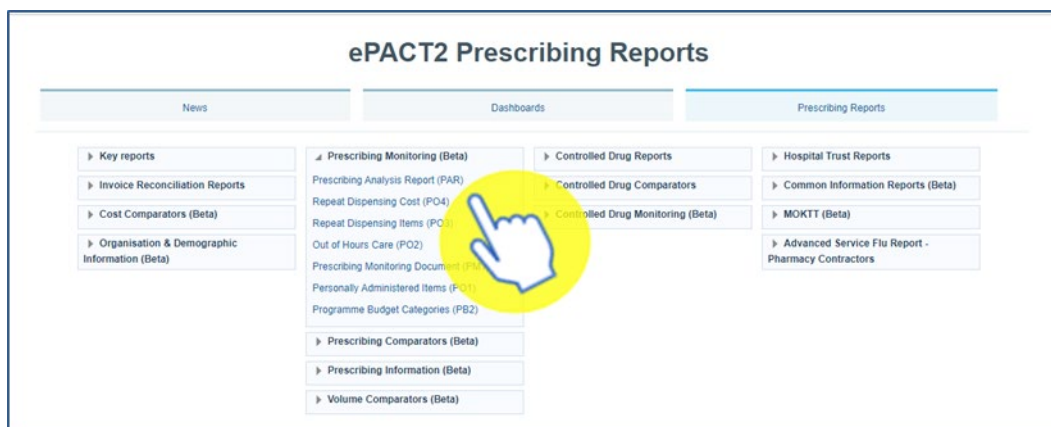 ePACT2 Prescribing Reports
News
Dashboards
Prescribing Reports
Key reports
Invoice Reconciliation Reports
Cost Comparators (Beta)
Organisation & Demographic
Information (Beta)
Prescribing Monitoring (Beta)
Prescribing Analysis Report (PAR)
Repeat Dispensing Cost (PO4)
Repeat Dispensing Items (PO3)
Out of Hours Care (PO2)
Prescribing Monitoring Document
Personally Administered Items (PO1)
Programme Budget Categories (PB2)
Prescribing Comparators (Beta)
Prescribing Information (Beta)
Volume Comparators (Beta)
Controlled Drug Reports
Controlled Drug Comparators
Controlled Drug Monitoring (Beta)
Hospital Trust Reports
Common Information Reports (Beta)
MOKTT (Beta)
Advanced Service Flu Report -
Pharmacy Contractors